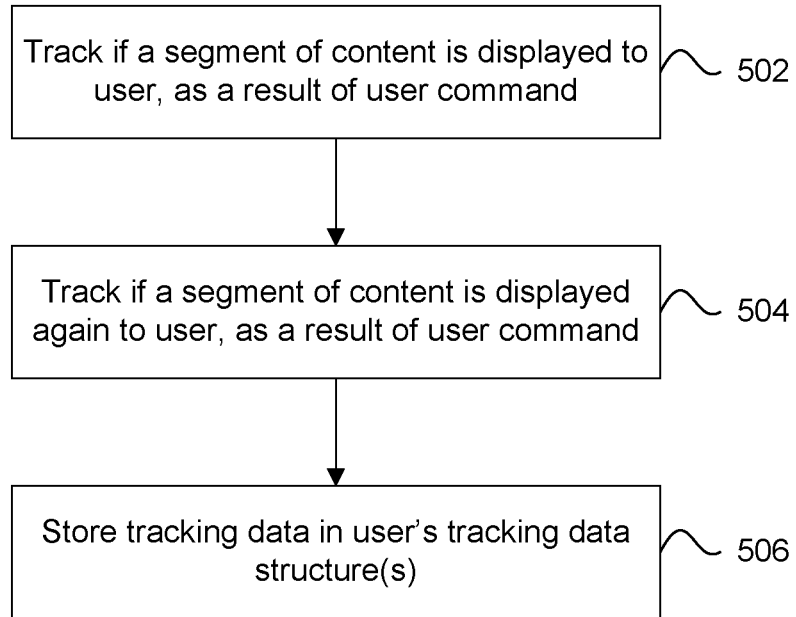 Track if a segment of content is displayed to
user, as a result of user command
502
Track if a segment of content is displayed
again to user, as a result of user command
504
Store tracking data in user’s tracking data
structure(s)
506